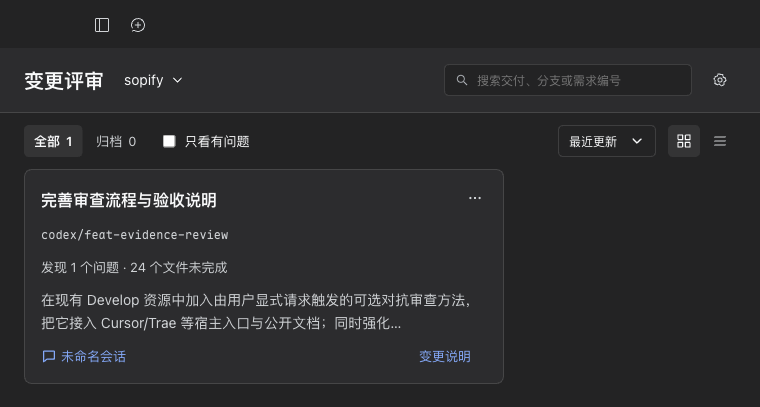 变更评审 sopify 搜索交付、分支或需求编号
全部 1 归档 0 只看有问题 最近更新
完善审查流程与验收说明
codex/feat-evidence-review
发现 1 个问题 · 24 个文件未完成
在现有 Develop 资源中加入由用户显式请求触发的可选对抗审查方法，
把它接入 Cursor/Trae 等宿主入口与公开文档；同时强化...
未命名会话 变更说明